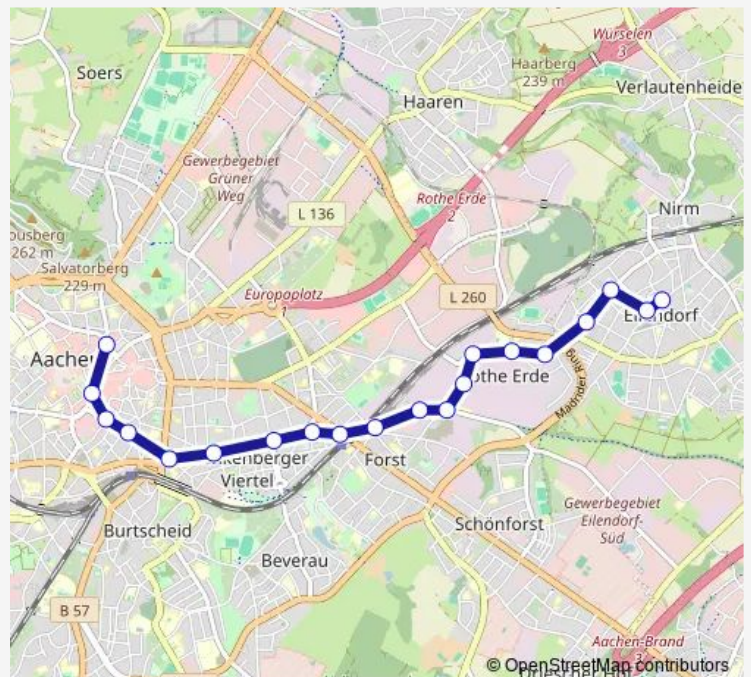 Soers
Haaren
Haarberg
239 m
Würselen
3
Verlautenheide
Gewerbegebiet
Grüner
Weg
L 136
Rothe Erde
2
Nirm
ousberg
262 m
Salvatorberg
229 m
Europaplatz
1
L 260
Aachen
Eilendorf
othe Erde
Madrider Ring
kenberger
Viertel
Forst
Burtscheid
Beverau
Schönforst
Gewerbegebiet
Eilendorf-
Süd
B 57
Aachen-Brand
© OpenStreetMap contributors